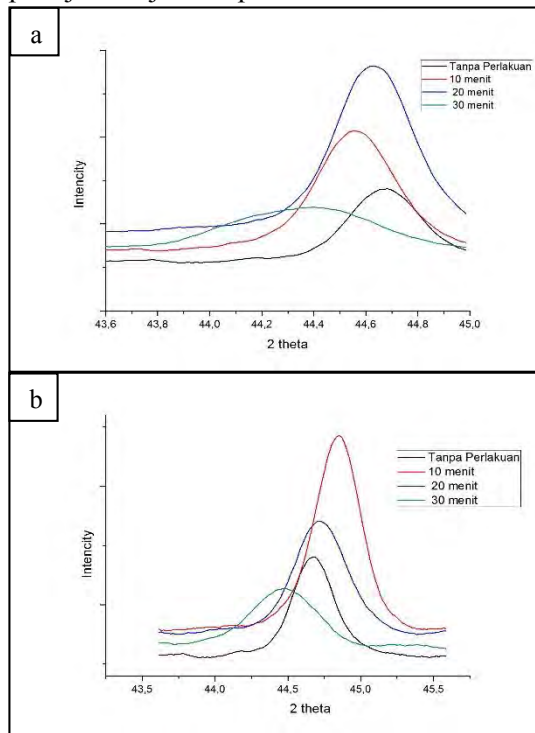 a
Tanpa Perlakuan
10 menit
20 menit
30 menit
Intencity
43,6 43,8 44,0 44,2 44,4 44,6 44,8 45,0
2 theta
b
Tanpa Perlakuan
10 menit
20 menit
30 menit
Intencity
43,5 44,0 44,5 45,0 45,5
2 theta